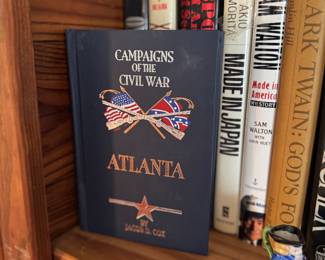 CAMPAIGNS
OF THE
CIVIL WAR
ATLANTA
BY
JACOB D. COX
AKIO
MORITA
MADE IN JAPAN
SAM WALTON
Made in
America
MY STORY
SAM
WALTON
WITH JOHN HUEY
MARK TWAIN: GOD'S FO